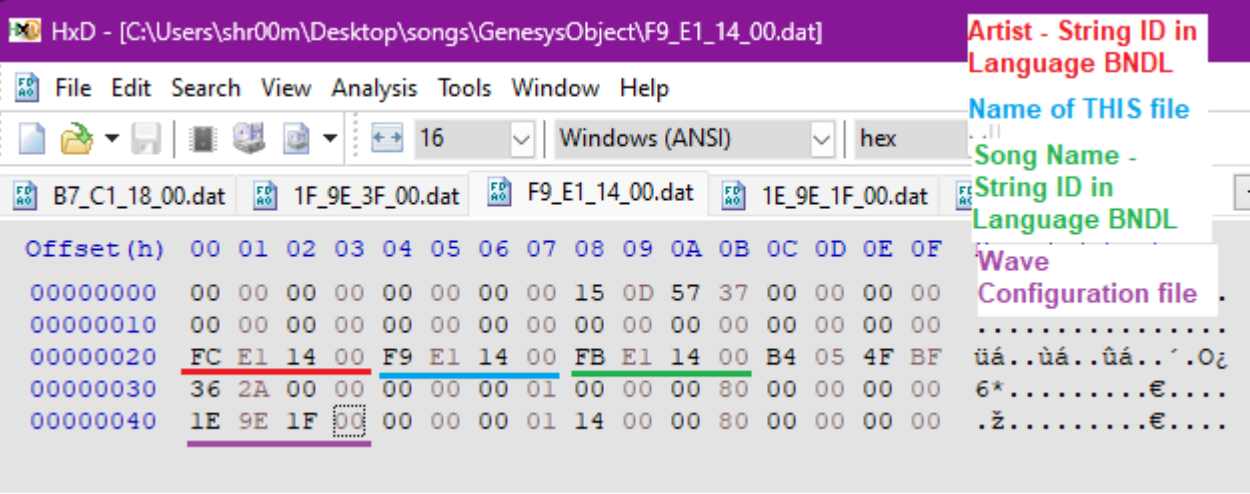 HxD - [C:\Users\shr00m\Desktop\songs\GenesysObject\F9_E1_14_00.dat]
Artist - String ID in
Language BNDL
File Edit Search View Analysis Tools Window Help
Name of THIS file
16 Windows (ANSI) hex
Song Name -
String ID in
Language BNDL
B7_C1_18_00.dat 1F_9E_3F_00.dat F9_E1_14_00.dat 1E_9E_1F_00.dat
Offset(h) 00 01 02 03 04 05 06 07 08 09 0A 0B 0C 0D 0E 0F
Wave
Configuration file
00000000 00 00 00 00 00 00 00 00 15 0D 57 37 00 00 00 00
00000010 00 00 00 00 00 00 00 00 00 00 00 00 00 00 00 00 ................
00000020 FC E1 14 00 F9 E1 14 00 FB E1 14 00 B4 05 4F BF üá..ùá..ûá..´.O¿
00000030 36 2A 00 00 00 00 00 01 00 00 00 80 00 00 00 00 6*.........€....
00000040 1E 9E 1F 00 00 00 00 01 14 00 00 80 00 00 00 00 .ž.........€....